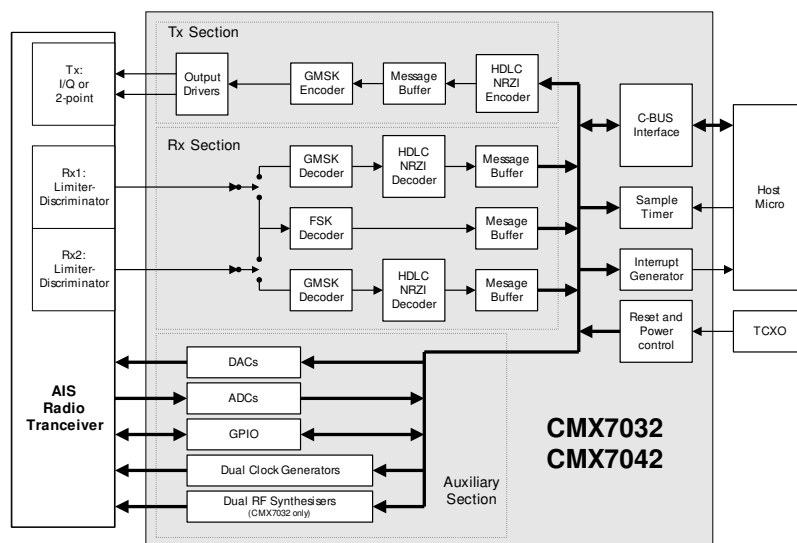 Tx Section
Tx:
I/Q or
2-point
Output
Drivers
GMSK
Encoder
Message
Buffer
HDLC
NRZI
Encoder
C-BUS
Interface
Host
Micro
Rx Section
Rx1:
Limiter-
Discriminator
GMSK
Decoder
HDLC
NRZI
Decoder
Message
Buffer
Sample
Timer
FSK
Decoder
Message
Buffer
Rx2:
Limiter-
Discriminator
GMSK
Decoder
HDLC
NRZI
Decoder
Message
Buffer
Interrupt
Generator
Reset and
Power
control
TCXO
AIS
Radio
Tranceiver
DACs
ADCs
GPIO
Dual Clock Generators
Dual RF Synthesisers
(CMX7032 only)
Auxiliary
Section
CMX7032
CMX7042